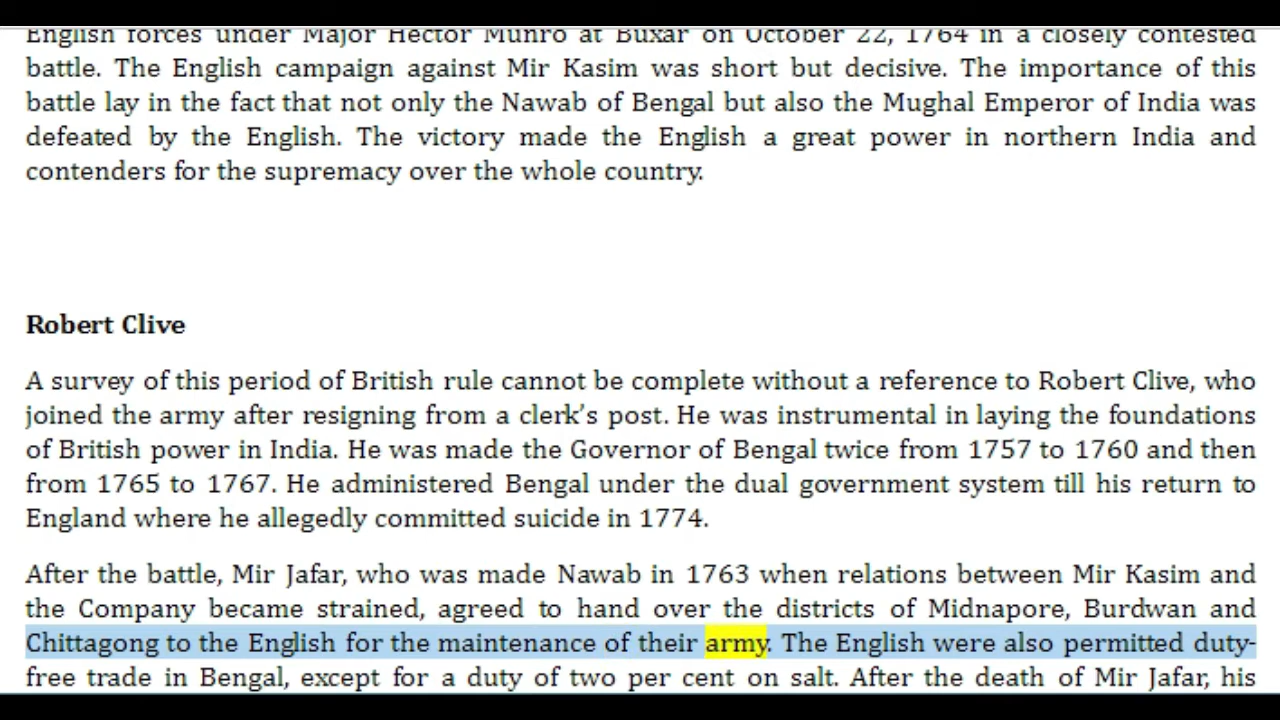 English forces under Major Hector Munro at Buxar on October 22, 1764 in a closely contested
battle. The English campaign against Mir Kasim was short but decisive. The importance of this
battle lay in the fact that not only the Nawab of Bengal but also the Mughal Emperor of India was
defeated by the English. The victory made the English a great power in northern India and
contenders for the supremacy over the whole country.
Robert Clive
A survey of this period of British rule cannot be complete without a reference to Robert Clive, who
joined the army after resigning from a clerk’s post. He was instrumental in laying the foundations
of British power in India. He was made the Governor of Bengal twice from 1757 to 1760 and then
from 1765 to 1767. He administered Bengal under the dual government system till his return to
England where he allegedly committed suicide in 1774.
After the battle, Mir Jafar, who was made Nawab in 1763 when relations between Mir Kasim and
the Company became strained, agreed to hand over the districts of Midnapore, Burdwan and
Chittagong to the English for the maintenance of their army. The English were also permitted duty-
free trade in Bengal, except for a duty of two per cent on salt. After the death of Mir Jafar, his